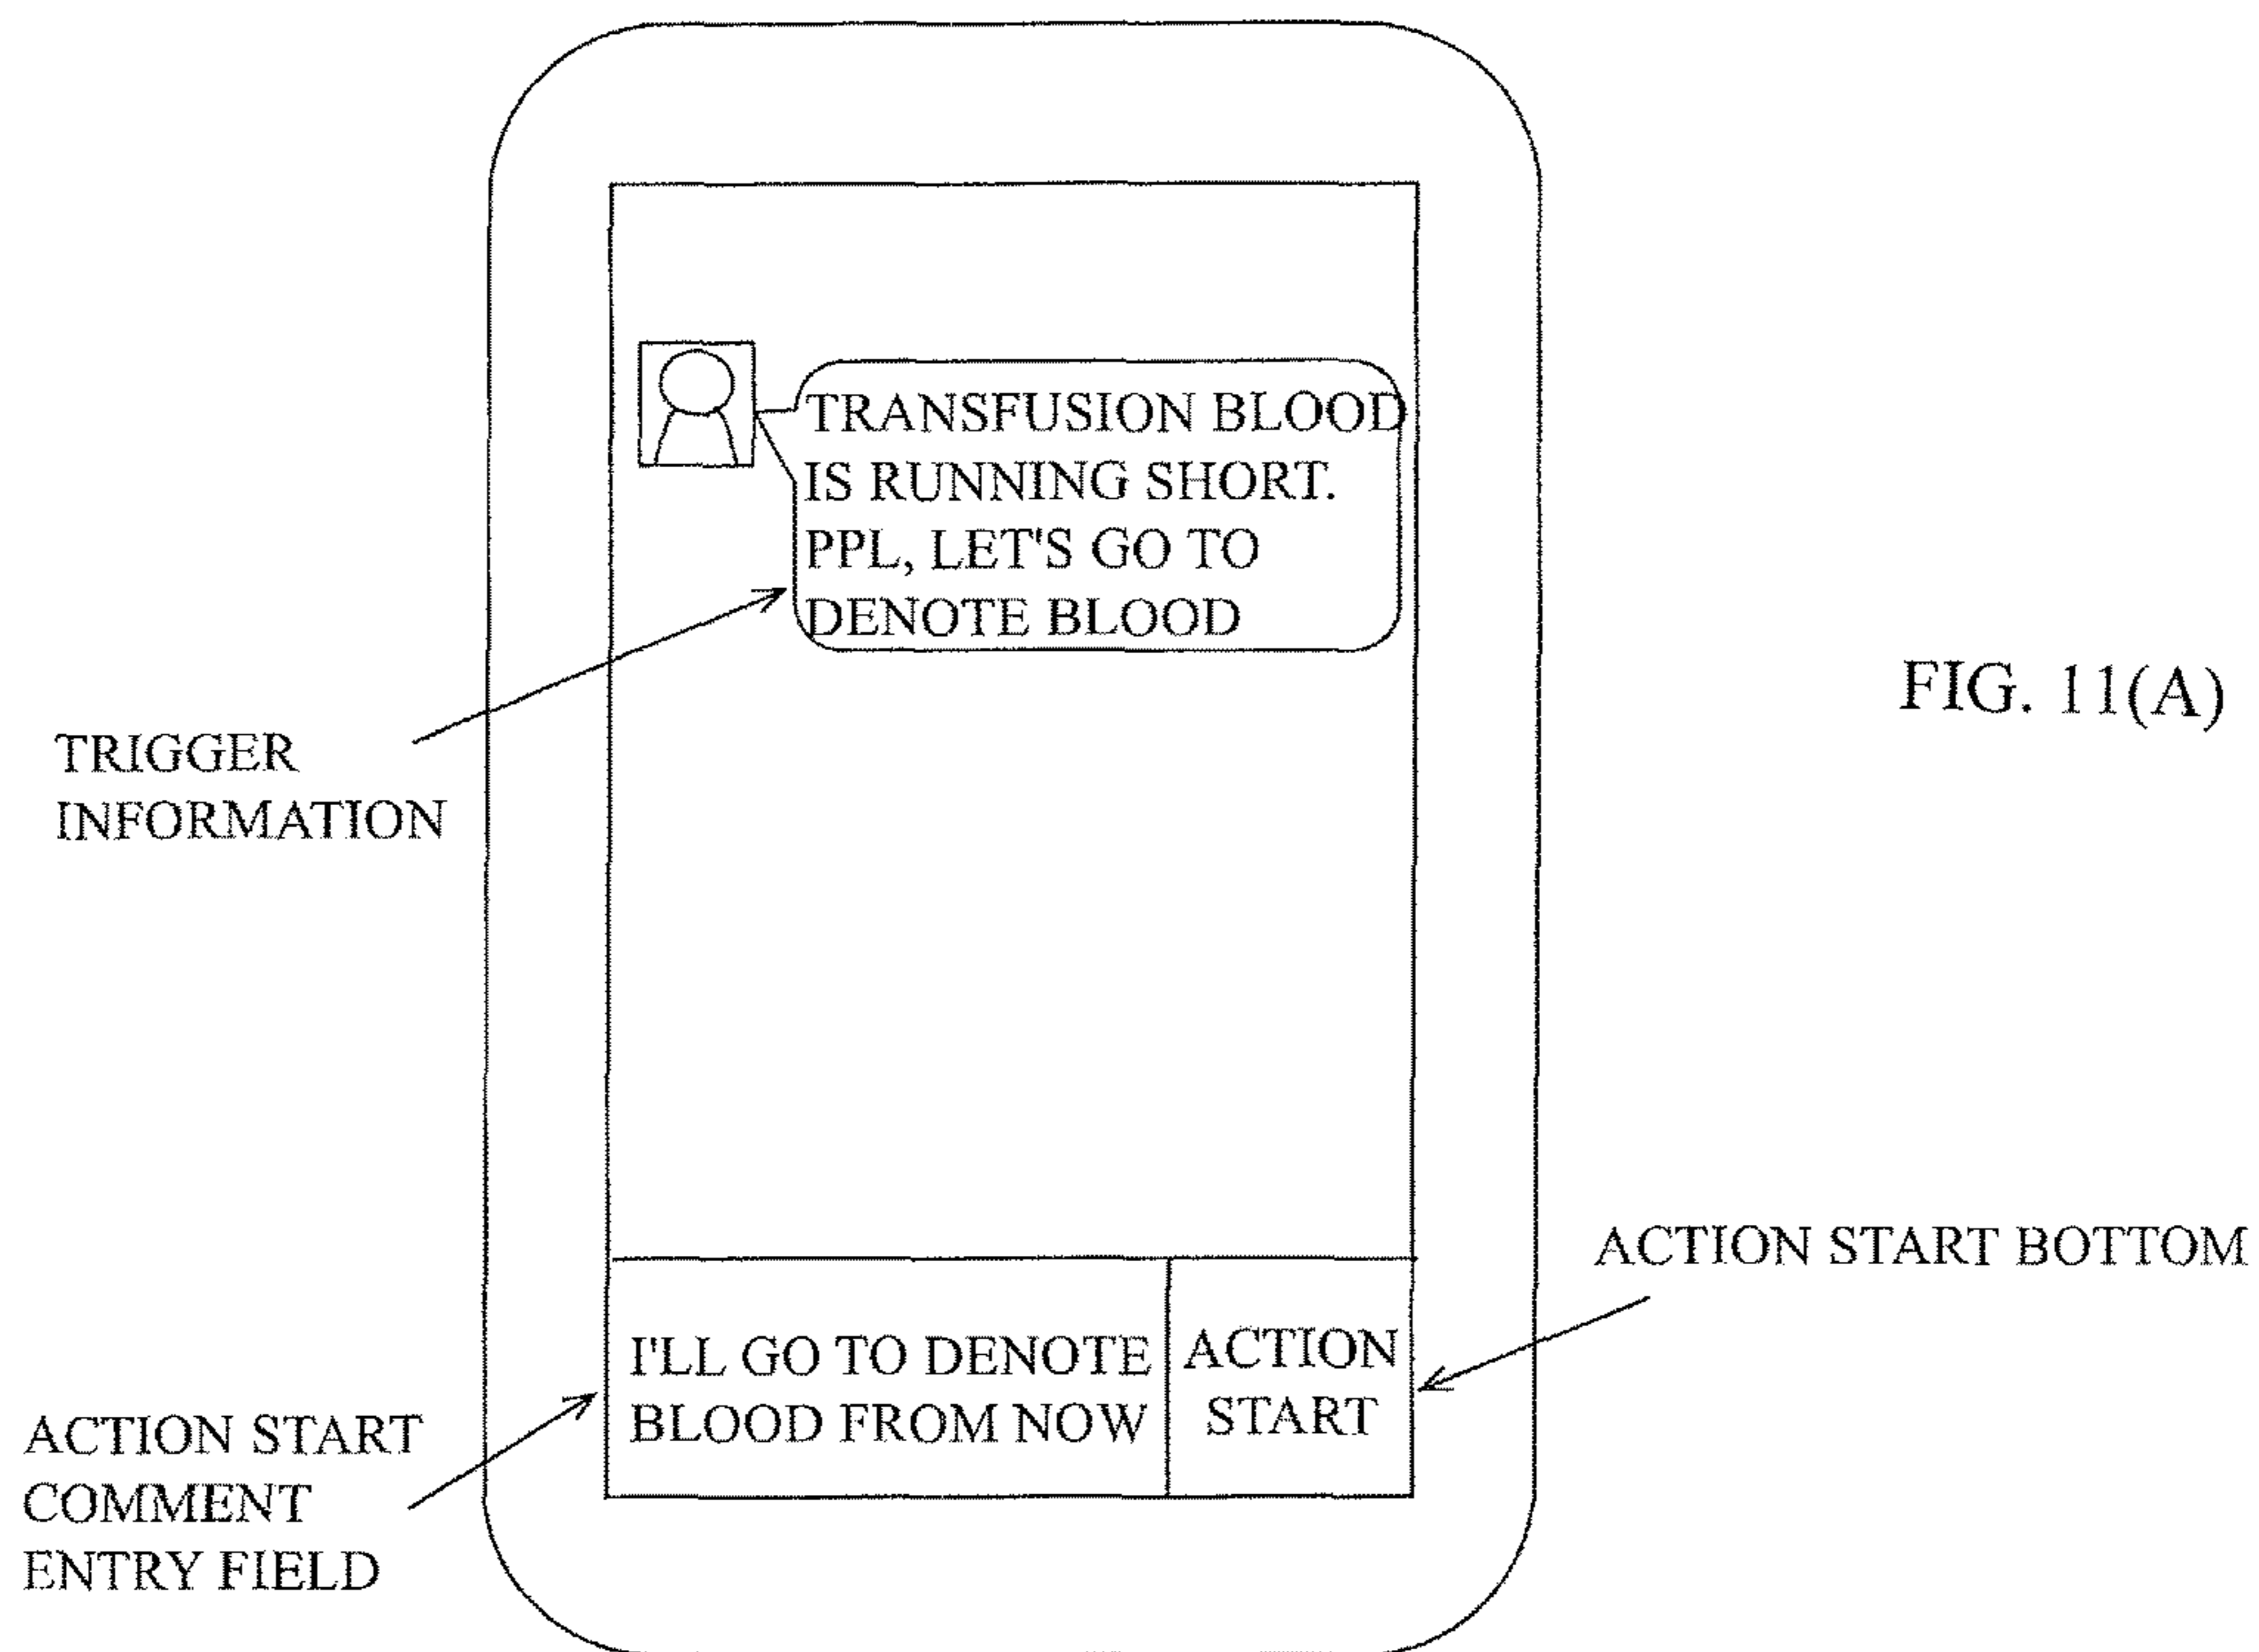 TRANSFUSION BLOOD
IS RUNNING SHORT.
PPL, LET'S GO TO
DENOTE BLOOD
FIG. 11(A)
TRIGGER
INFORMATION
ACTION START BOTTOM
I'LL GO TO DENOTE
BLOOD FROM NOW
ACTION
START
ACTION START
COMMENT
ENTRY FIELD